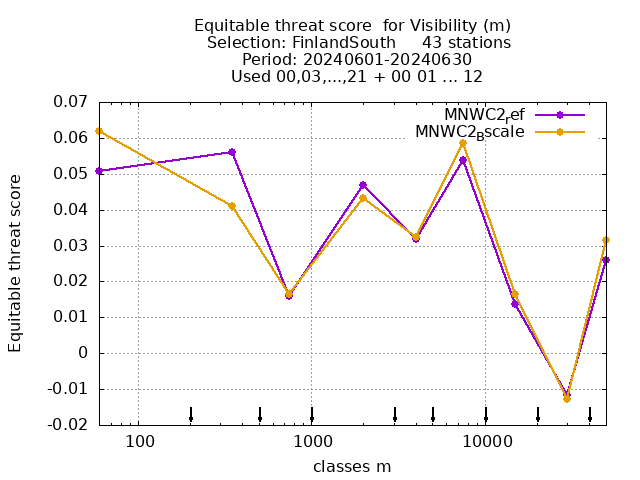 Equitable threat score  for Visibility (m)
Selection: FinlandSouth     43 stations
Period: 20240601-20240630
Used 00,03,...,21 + 00 01 ... 12
MNWC2ref
MNWC2Bscale
0.07
0.06
0.05
0.04
0.03
0.02
0.01
0
-0.01
-0.02
Equitable threat score
100 1000 10000
classes m